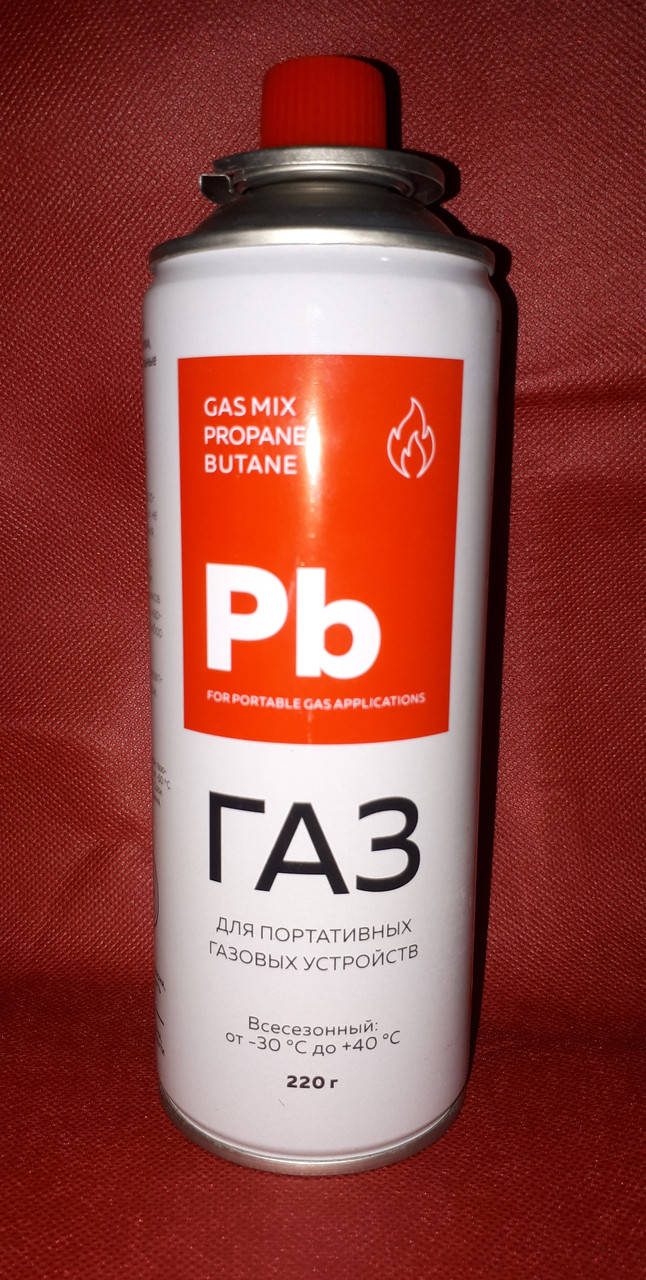 GAS MIX
PROPANE
BUTANE
Pb
FOR PORTABLE GAS APPLICATIONS
ГАЗ
ДЛЯ ПОРТАТИВНЫХ
ГАЗОВЫХ УСТРОЙСТВ
Всесезонный:
от -30 °C до +40 °C
220 г